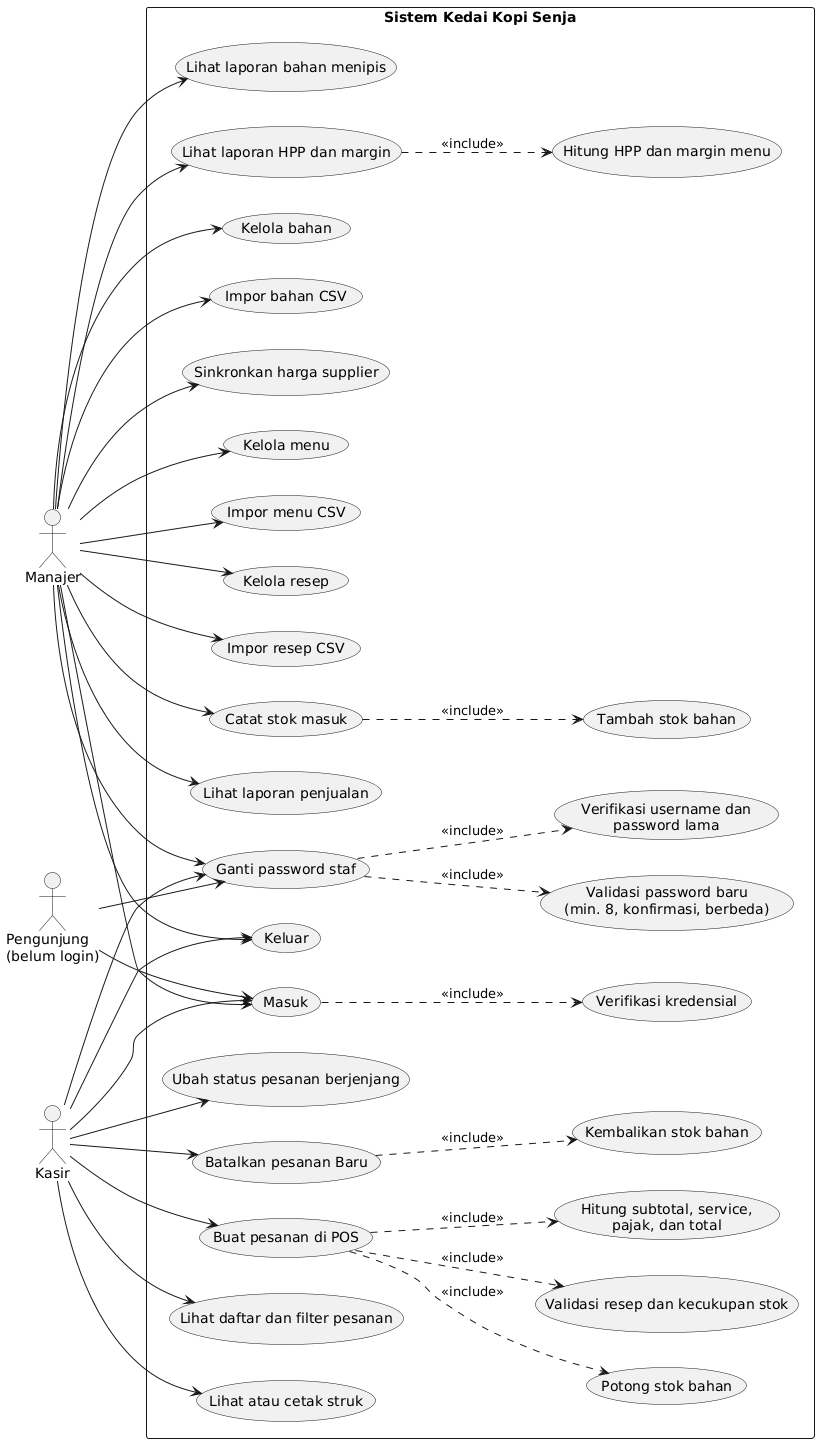 Sistem Kedai Kopi Senja
Lihat laporan bahan menipis
Lihat laporan HPP dan margin
«include»
Hitung HPP dan margin menu
Kelola bahan
Impor bahan CSV
Sinkronkan harga supplier
Kelola menu
Impor menu CSV
Manajer
Kelola resep
Impor resep CSV
Catat stok masuk
«include»
Tambah stok bahan
Lihat laporan penjualan
Ganti password staf
«include»
Verifikasi username dan
password lama
«include»
Validasi password baru
(min. 8, konfirmasi, berbeda)
Pengunjung
(belum login)
Keluar
Masuk
«include»
Verifikasi kredensial
Ubah status pesanan berjenjang
Kasir
Batalkan pesanan Baru
«include»
Kembalikan stok bahan
Buat pesanan di POS
«include»
Hitung subtotal, service,
pajak, dan total
«include»
Validasi resep dan kecukupan stok
«include»
Potong stok bahan
Lihat daftar dan filter pesanan
Lihat atau cetak struk